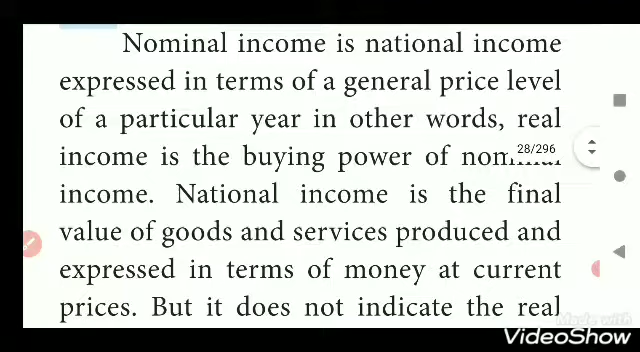 Nominal income is national income
expressed in terms of a general price level
of a particular year in other words, real
income is the buying power of
28/296
income. National income is the final
value of goods and services produced and
expressed in terms of money at current
prices. But it does not indicate the real
Made with
VideoShow